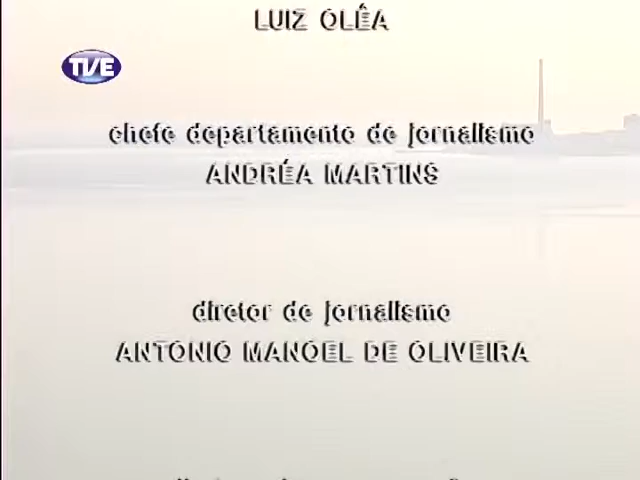 LUIZ OLÉA
TVE
chefe departamento de jornalismo
ANDRÉA MARTINS
diretor de jornalismo
ANTONIO MANOEL DE OLIVEIRA